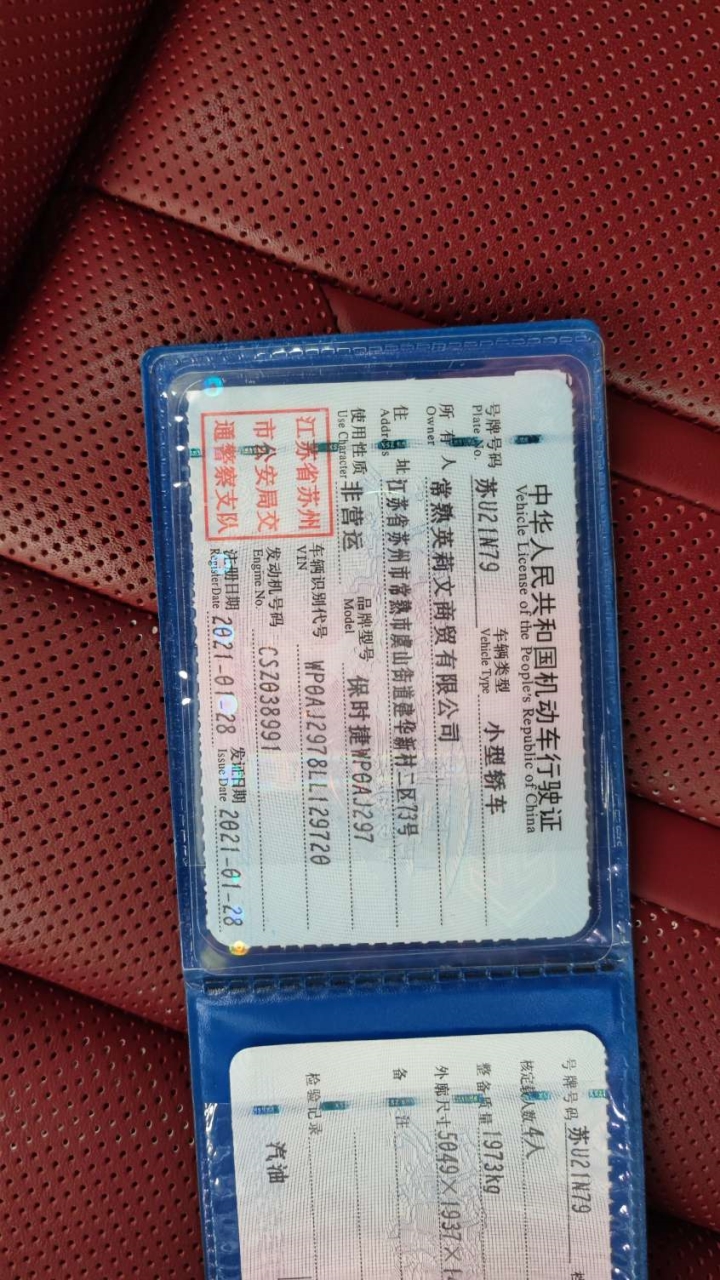 中华人民共和国机动车行驶证
Vehicle License of the People's Republic of China
号牌号码 苏U21N79 车辆类型 小型轿车
Plate No. Vehicle Type
所有人 常熟英莉文商贸有限公司
Owner
住址 江苏省苏州市常熟市虞山街道建华新村二区73号
Address
使用性质 非营运 品牌型号 保时捷WP0AJ297
Use Character Model
江苏省苏州
市公安局交
通警察支队
车辆识别代号 WP0AJ2978LL129720
VIN
发动机号码 CSZ038991
Engine No.
注册日期 2021-01-28 发证日期 2021-01-28
Register Date Issue Date
号牌号码 苏U21N79
核定载人数 4人
整备质量 1973kg
外廓尺寸 5049×1937×1
备注
检验记录
汽油